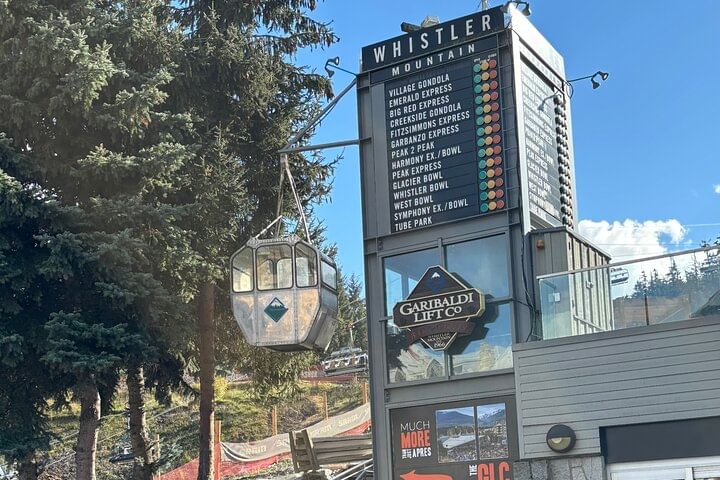 WHISTLER
MOUNTAIN
VILLAGE GONDOLA
EMERALD EXPRESS
BIG RED EXPRESS
CREEKSIDE GONDOLA
FITZSIMMONS EXPRESS
GARBANZO EXPRESS
PEAK 2 PEAK
HARMONY EX./BOWL
PEAK EXPRESS
GLACIER BOWL
WHISTLER BOWL
WEST BOWL
SYMPHONY EX./BOWL
TUBE PARK
GARIBALDI
LIFT CO
MUCH
MORE
APRES
GLC